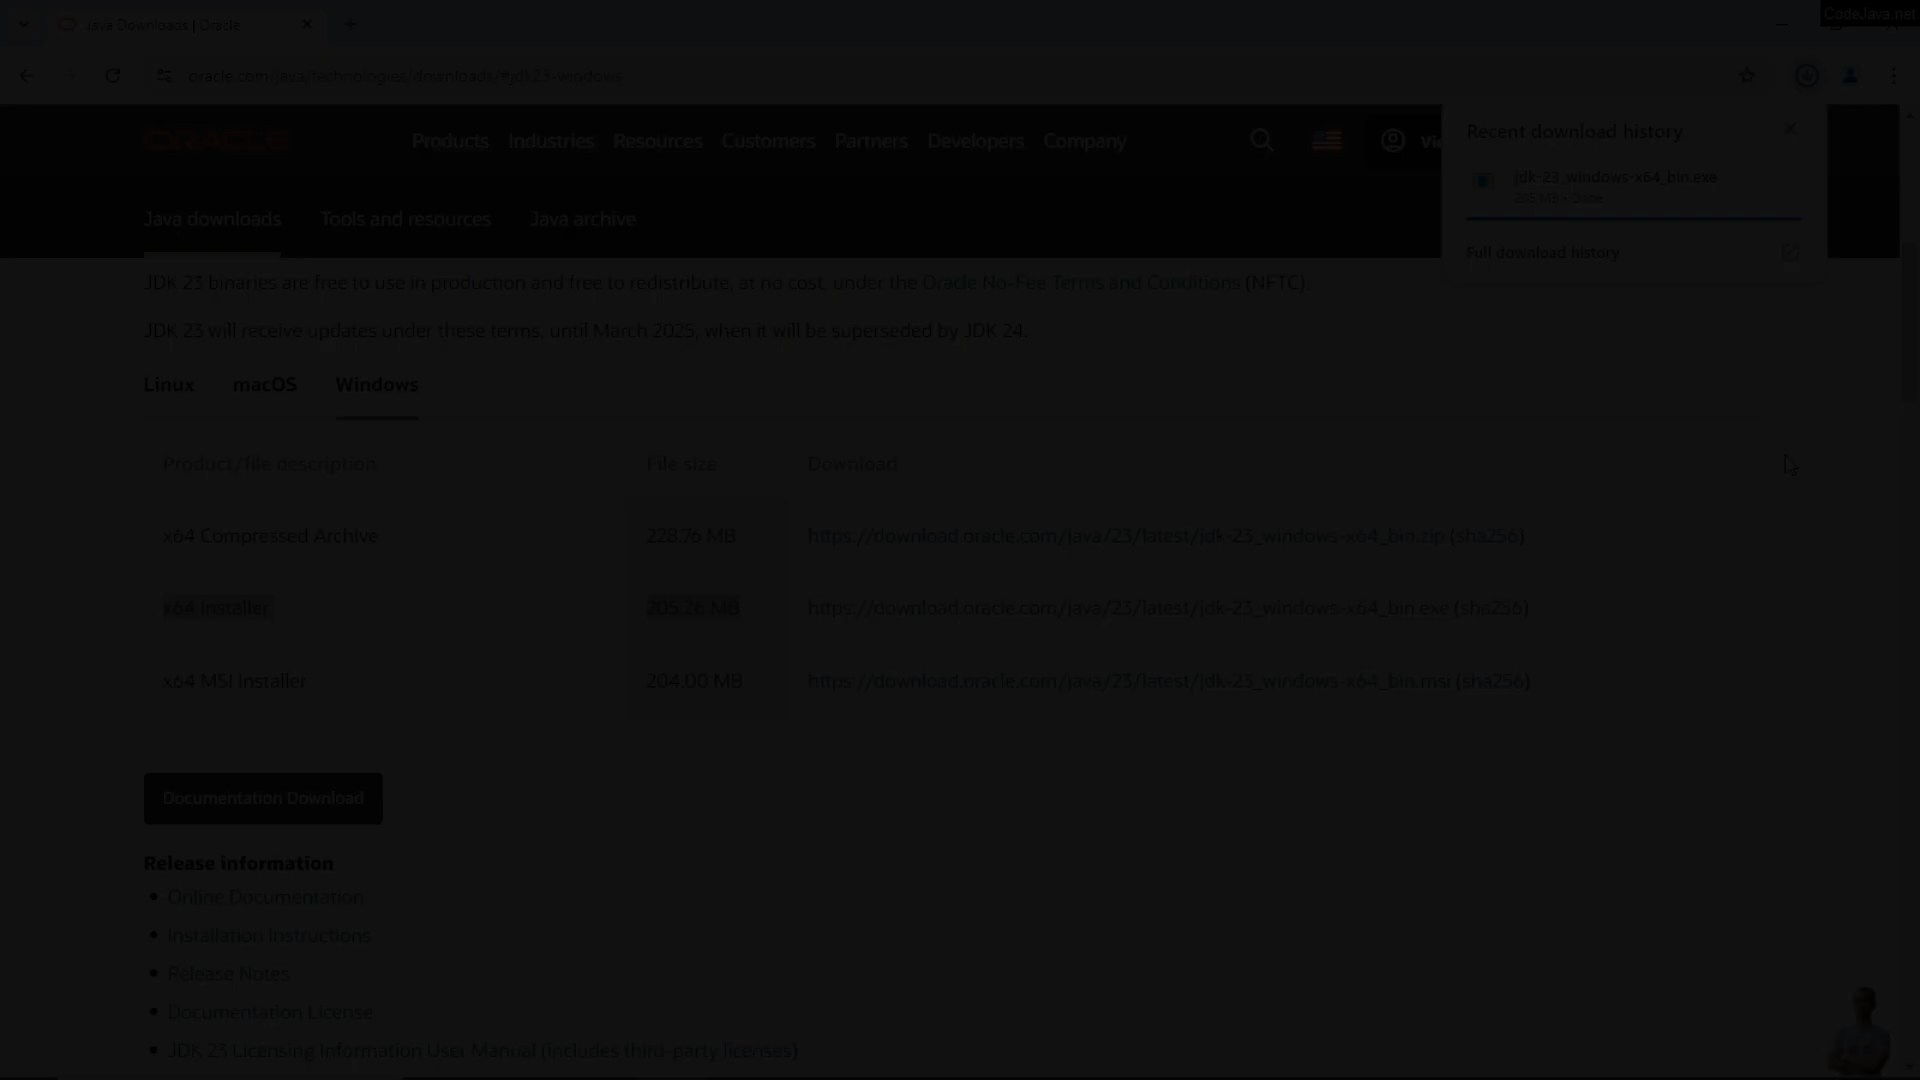 CodeJava.net
Java Downloads | Oracle
oracle.com/java/technologies/downloads/#jdk23-windows
ORACLE
Products Industries Resources Customers Partners Developers Company
Recent download history
jdk-23_windows-x64_bin.exe
205 MB • Done
Full download history
Java downloads Tools and resources Java archive
JDK 23 binaries are free to use in production and free to redistribute, at no cost, under the Oracle No-Fee Terms and Conditions (NFTC).
JDK 23 will receive updates under these terms, until March 2025, when it will be superseded by JDK 24.
Linux macOS Windows
Product/file description File size Download
x64 Compressed Archive 228.76 MB https://download.oracle.com/java/23/latest/jdk-23_windows-x64_bin.zip (sha256)
x64 Installer 205.26 MB https://download.oracle.com/java/23/latest/jdk-23_windows-x64_bin.exe (sha256)
x64 MSI Installer 204.00 MB https://download.oracle.com/java/23/latest/jdk-23_windows-x64_bin.msi (sha256)
Documentation Download
Release information
Online Documentation
Installation Instructions
Release Notes
Documentation License
JDK 23 Licensing Information User Manual (includes third-party licenses)